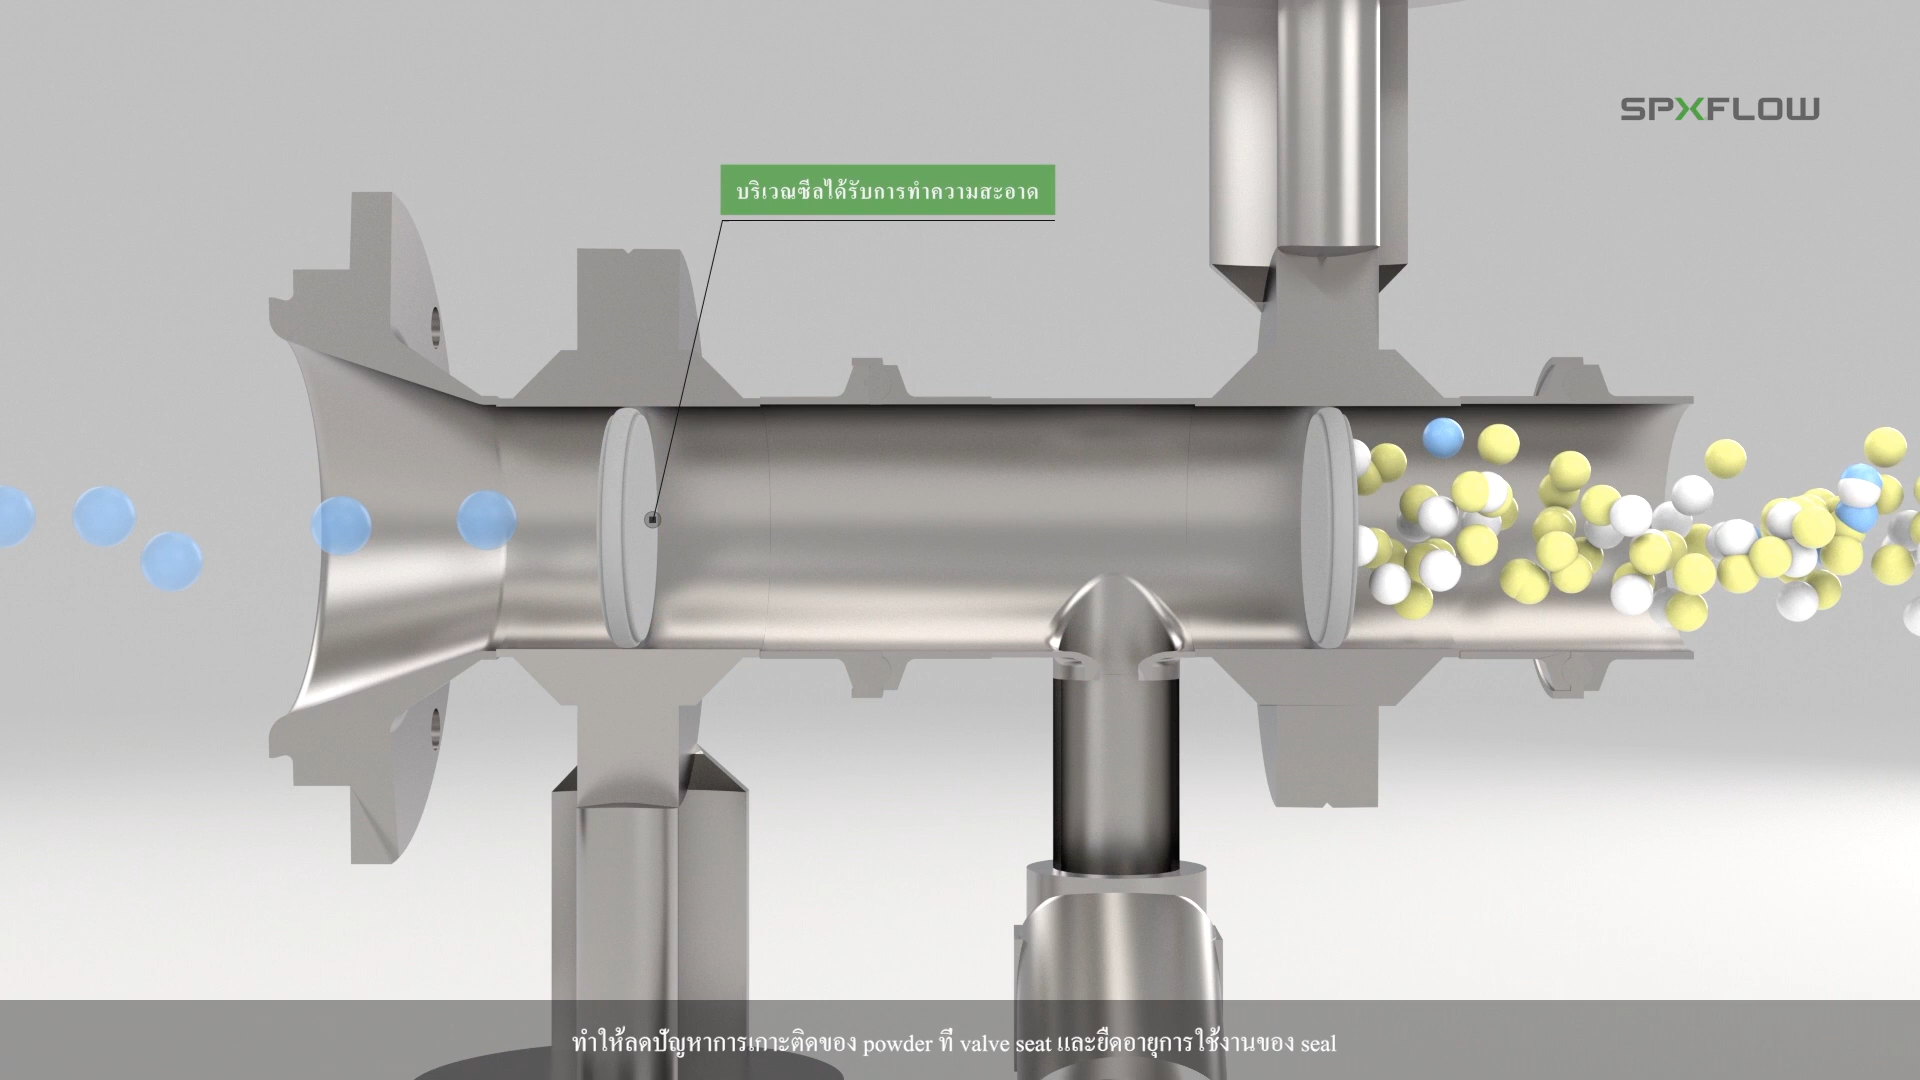 SPXFLOW
บริเวณซีลได้รับการทำความสะอาด
ทำให้ลดปัญหาการเกาะติดของ powder ที่ valve seat และยืดอายุการใช้งานของ seal